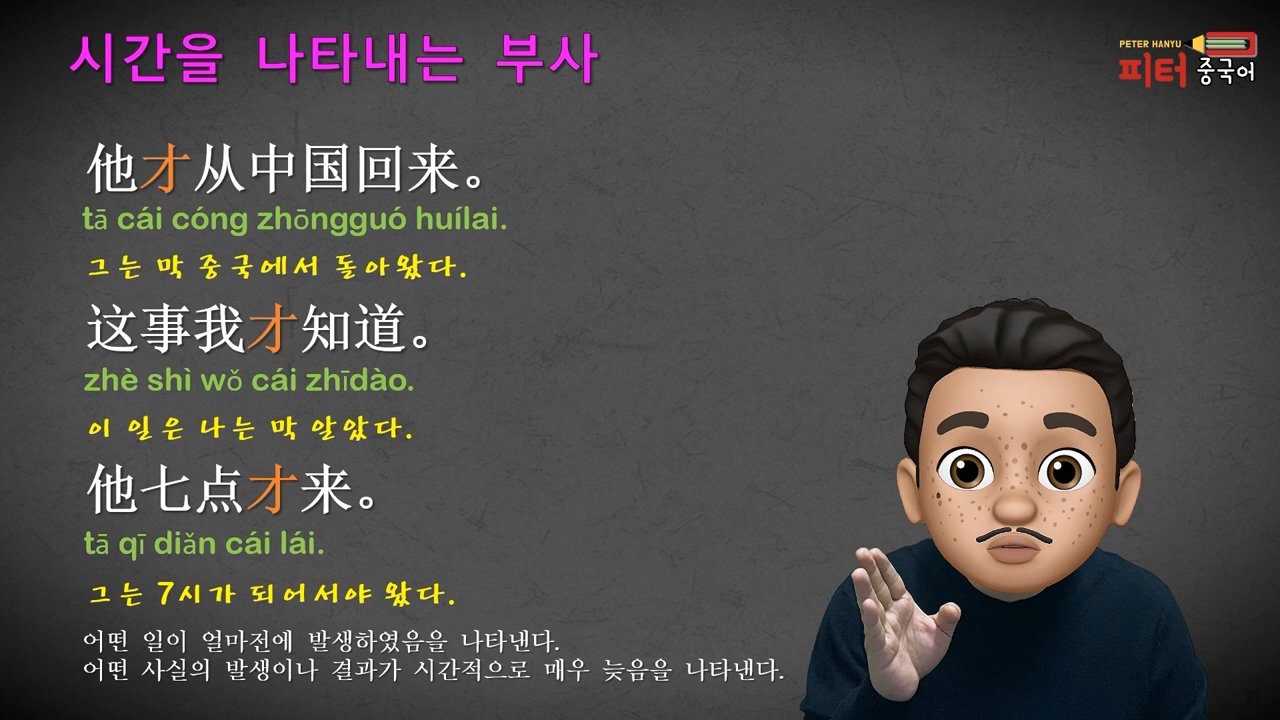 시간을 나타내는 부사
PETER HANYU
피터 중국어
他才从中国回来。
tā cái cóng zhōngguó huílai.
그는 막 중국에서 돌아왔다.
这事我才知道。
zhè shì wǒ cái zhīdào.
이 일은 나는 막 알았다.
他七点才来。
tā qī diǎn cái lái.
그는 7시가 되어서야 왔다.
어떤 일이 얼마전에 발생하였음을 나타낸다.
어떤 사실의 발생이나 결과가 시간적으로 매우 늦음을 나타낸다.